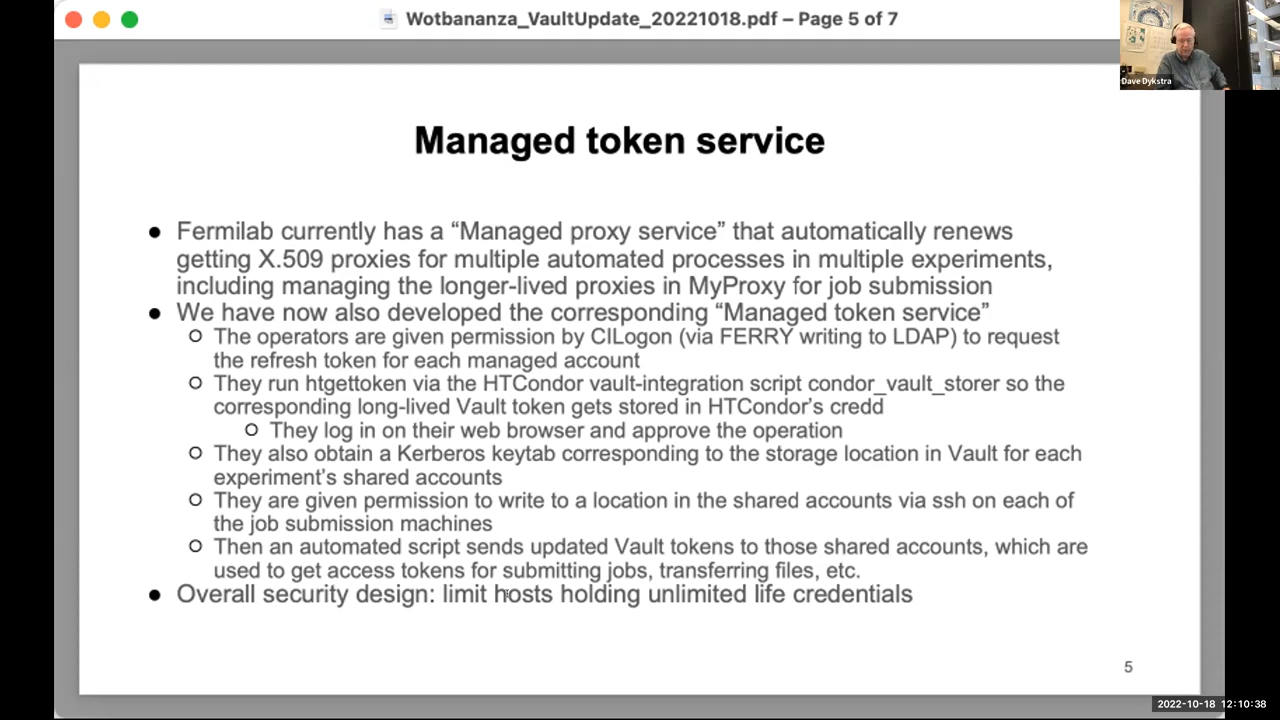 Wotbananza_VaultUpdate_20221018.pdf – Page 5 of 7
Dave Dykstra
Managed token service
● Fermilab currently has a “Managed proxy service” that automatically renews
getting X.509 proxies for multiple automated processes in multiple experiments,
including managing the longer-lived proxies in MyProxy for job submission
● We have now also developed the corresponding “Managed token service”
○ The operators are given permission by CILogon (via FERRY writing to LDAP) to request
the refresh token for each managed account
○ They run htgettoken via the HTCondor vault-integration script condor_vault_storer so the
corresponding long-lived Vault token gets stored in HTCondor’s credd
○ They log in on their web browser and approve the operation
○ They also obtain a Kerberos keytab corresponding to the storage location in Vault for each
experiment’s shared accounts
○ They are given permission to write to a location in the shared accounts via ssh on each of
the job submission machines
○ Then an automated script sends updated Vault tokens to those shared accounts, which are
used to get access tokens for submitting jobs, transferring files, etc.
● Overall security design: limit hosts holding unlimited life credentials
5
2022-10-18 12:10:38